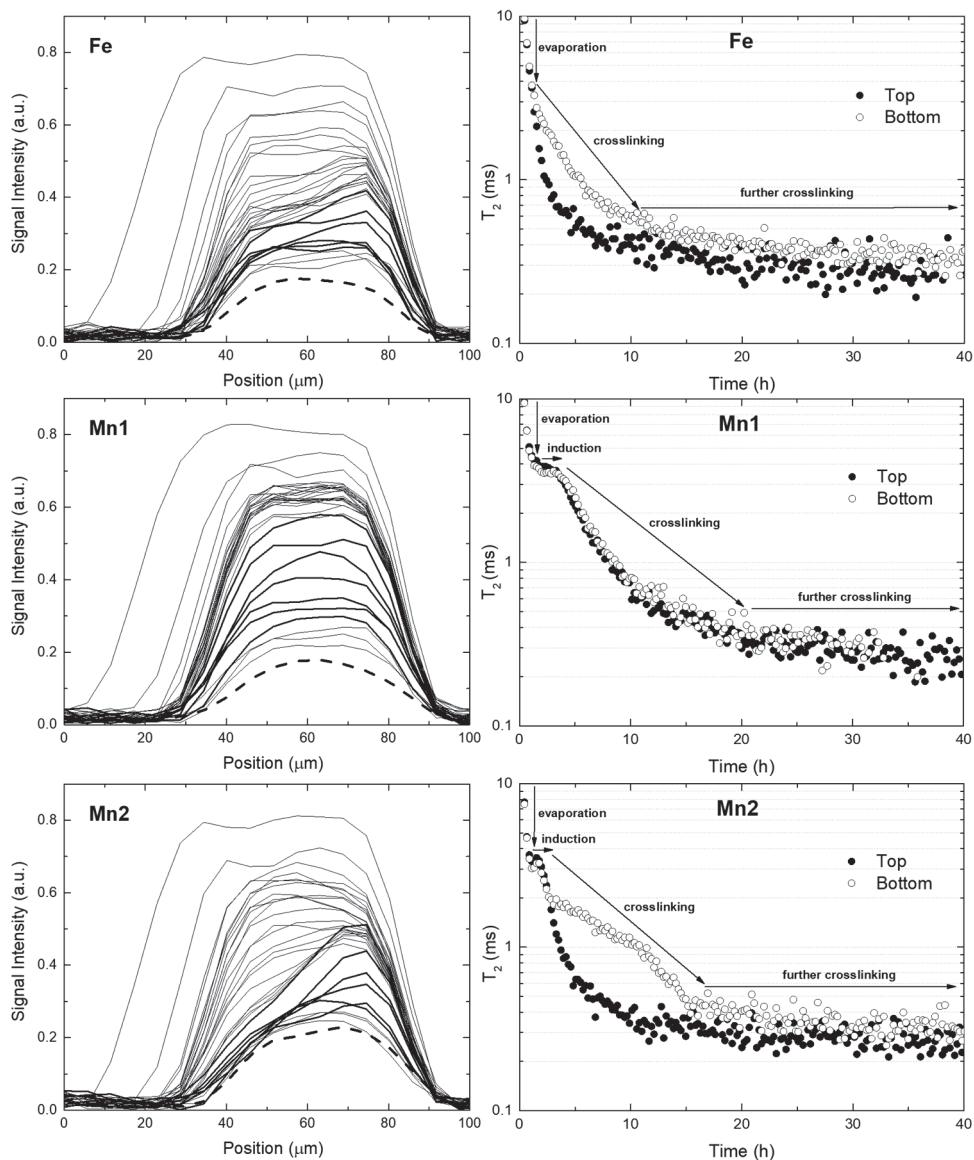 Fe
Signal Intensity (a.u.)
0.8
0.6
0.4
0.2
0.0
0 20 40 60 80 100
Position (μm)
Fe
T2 (ms)
10
1
0.1
evaporation
crosslinking
further crosslinking
Top
Bottom
0 10 20 30 40
Time (h)
Mn1
Signal Intensity (a.u.)
0.8
0.6
0.4
0.2
0.0
0 20 40 60 80 100
Position (μm)
Mn1
T2 (ms)
10
1
0.1
evaporation
induction
crosslinking
further crosslinking
Top
Bottom
0 10 20 30 40
Time (h)
Mn2
Signal Intensity (a.u.)
0.8
0.6
0.4
0.2
0.0
0 20 40 60 80 100
Position (μm)
Mn2
T2 (ms)
10
1
0.1
evaporation
induction
crosslinking
further crosslinking
Top
Bottom
0 10 20 30 40
Time (h)